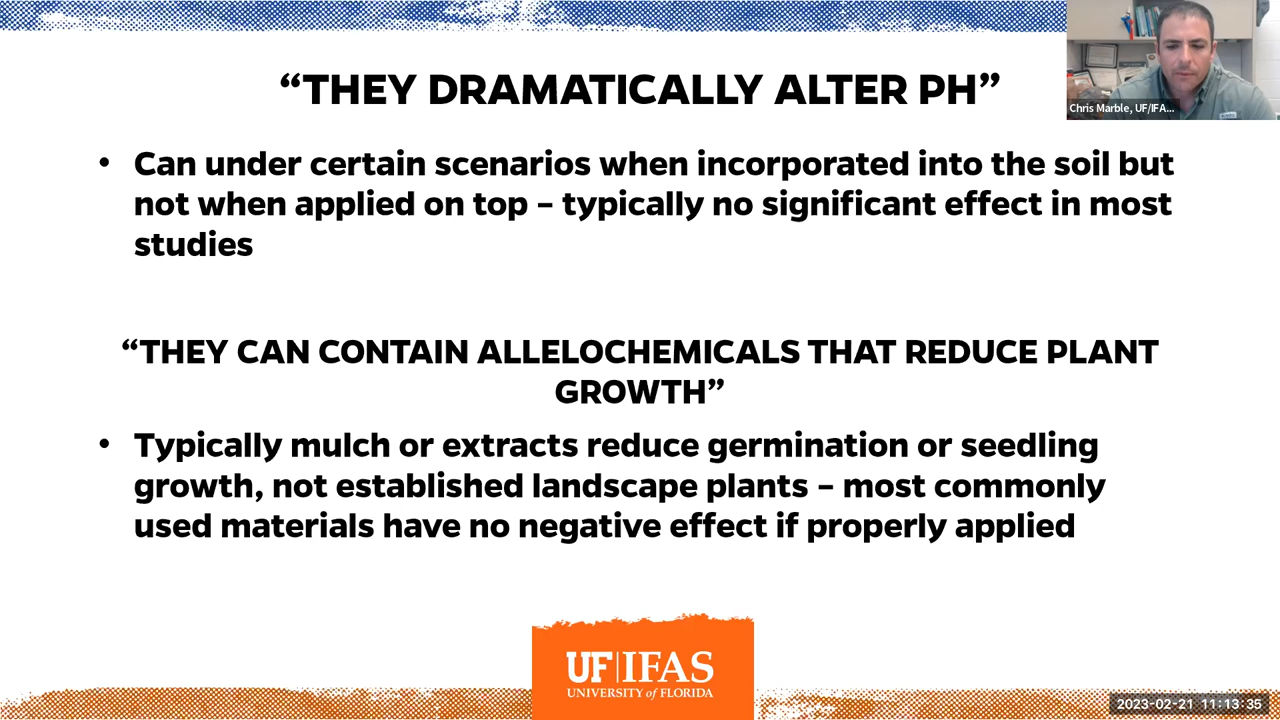 “THEY DRAMATICALLY ALTER PH”
Chris Marble, UF/IFA...
• Can under certain scenarios when incorporated into the soil but
not when applied on top – typically no significant effect in most
studies
“THEY CAN CONTAIN ALLELOCHEMICALS THAT REDUCE PLANT
GROWTH”
• Typically mulch or extracts reduce germination or seedling
growth, not established landscape plants – most commonly
used materials have no negative effect if properly applied
UF|IFAS
UNIVERSITY of FLORIDA
2023-02-21 11:13:35